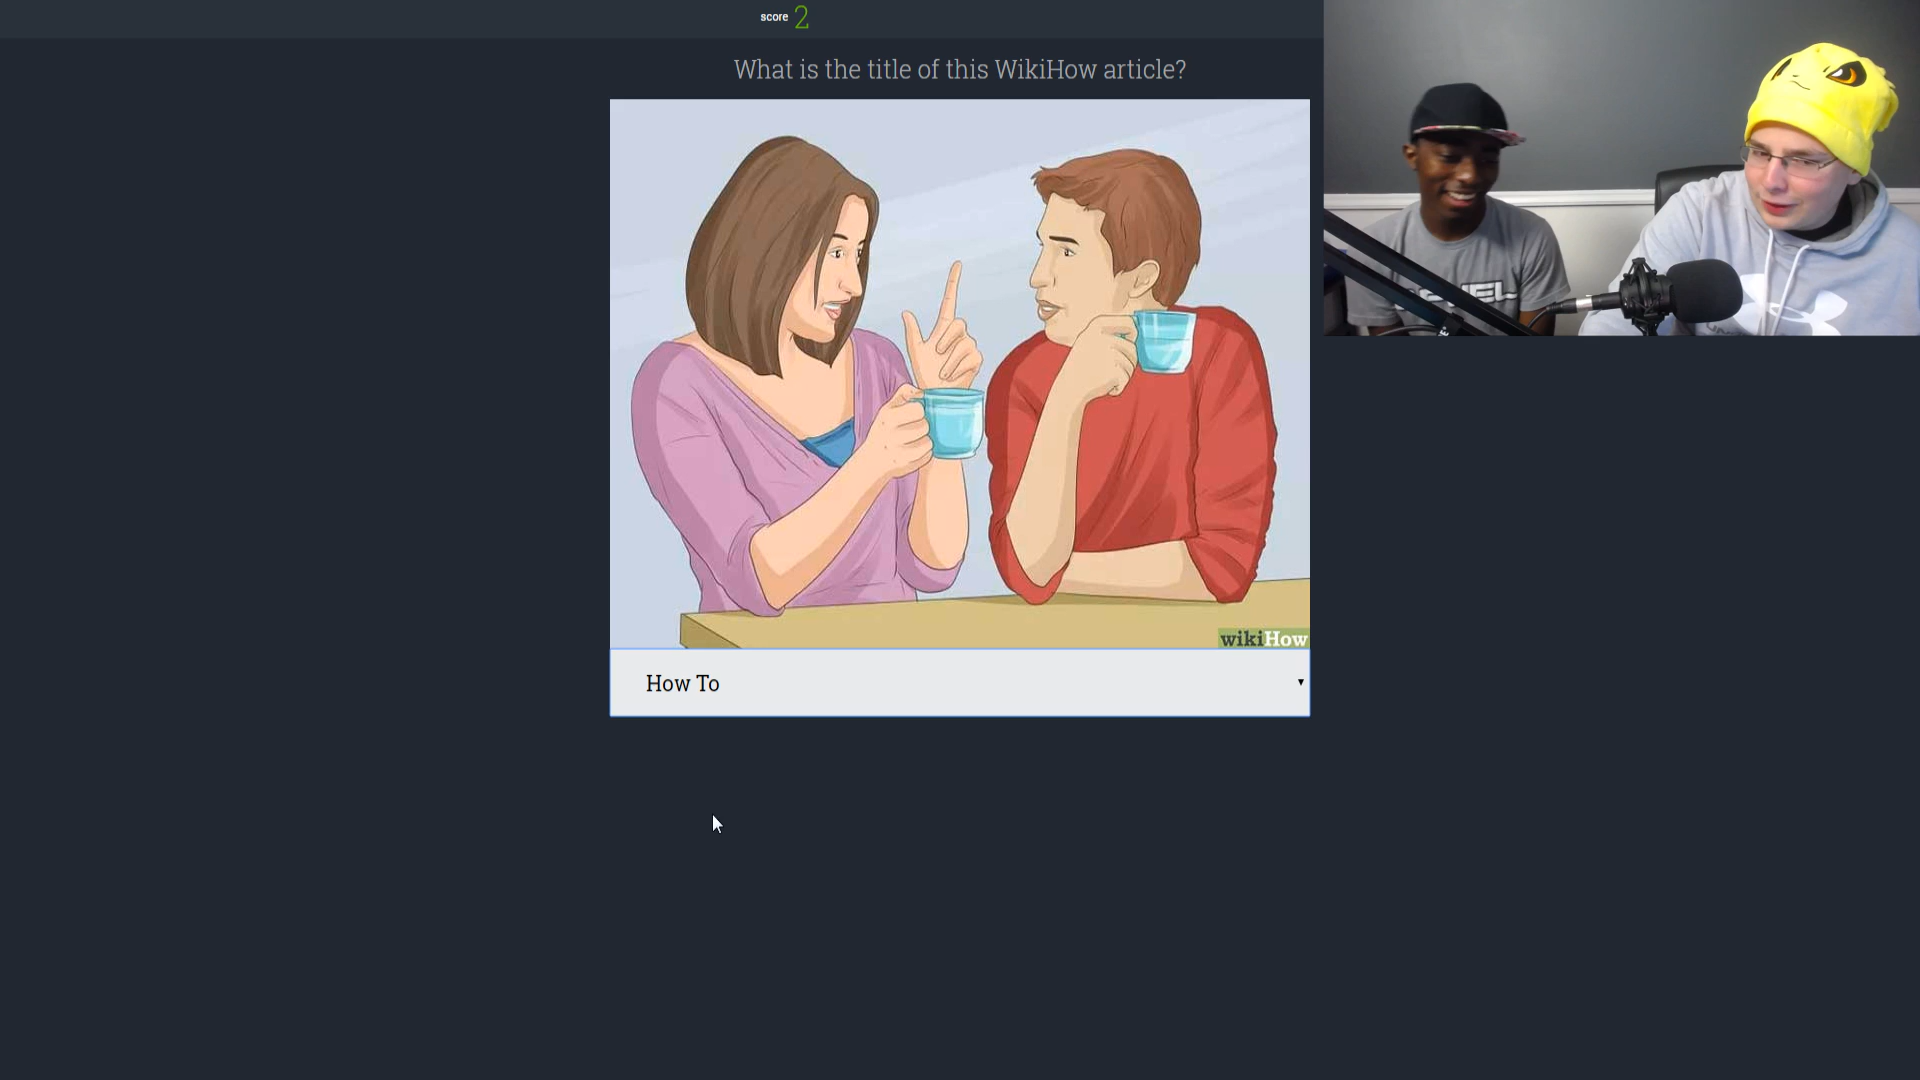 score 2
What is the title of this WikiHow article?
wikiHow
How To